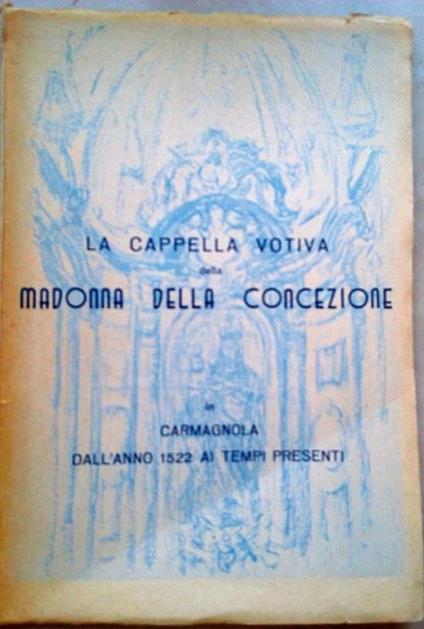 LA CAPPELLA VOTIVA
della
MADONNA DELLA CONCEZIONE
in
CARMAGNOLA
DALL'ANNO 1522 AI TEMPI PRESENTI